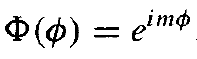 Φ(ϕ) = e^{imϕ}